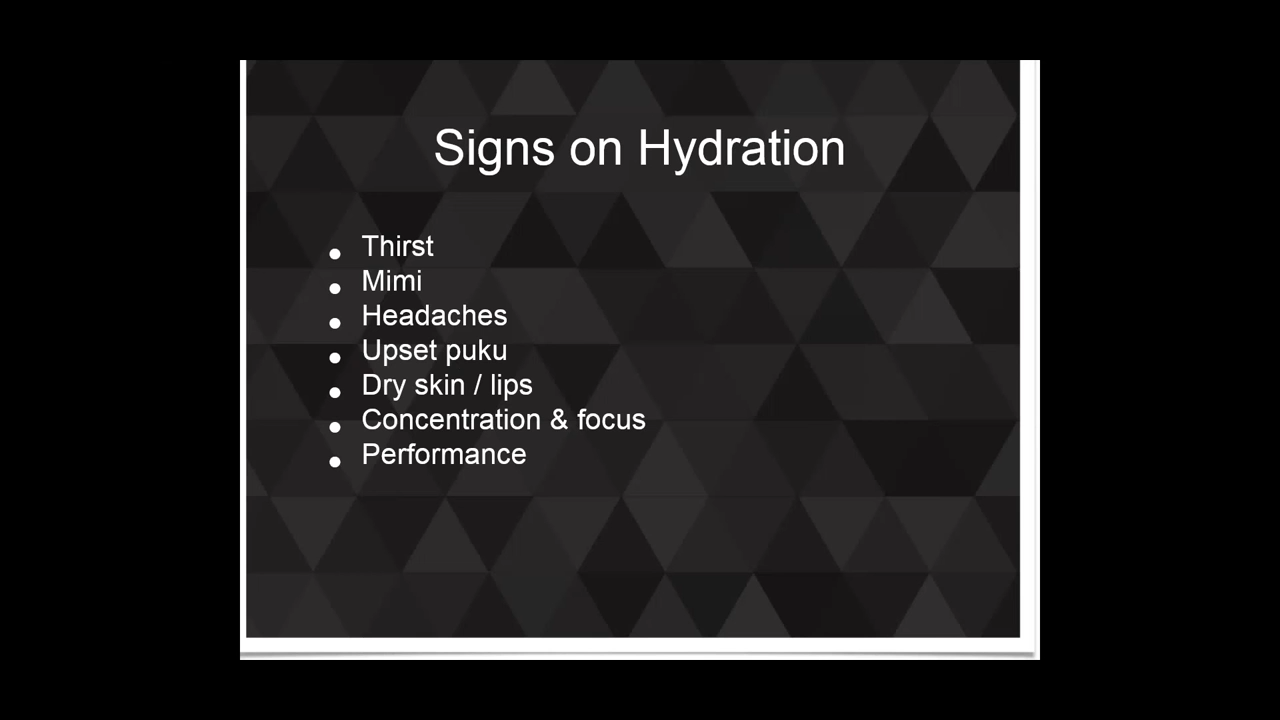 Signs on Hydration
• Thirst
• Mimi
• Headaches
• Upset puku
• Dry skin / lips
• Concentration & focus
• Performance